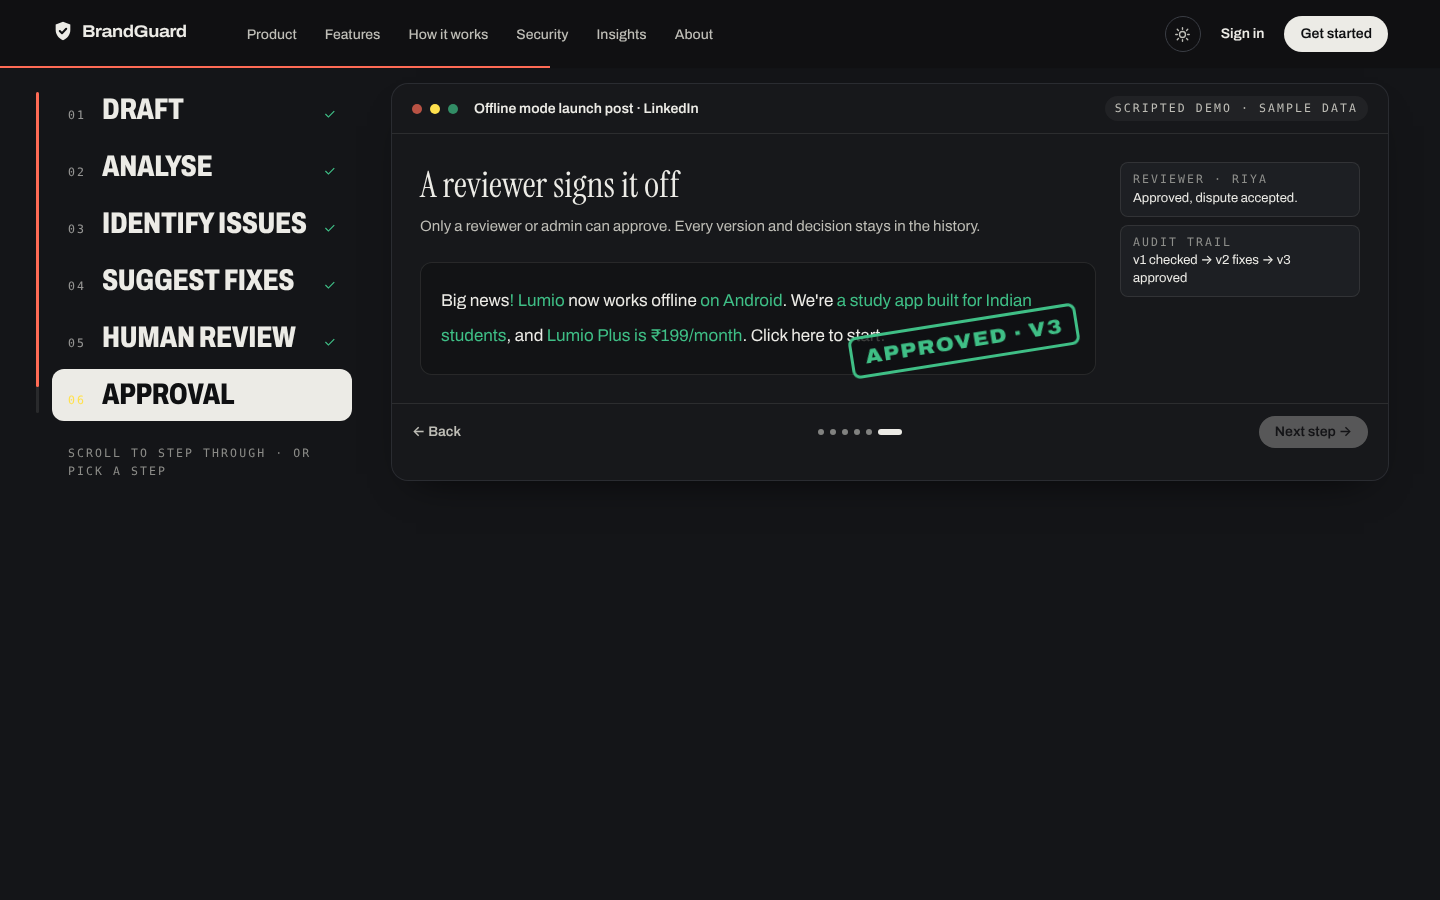 BrandGuard
Product
Features
How it works
Security
Insights
About
Sign in
Get started
01 DRAFT
02 ANALYSE
03 IDENTIFY ISSUES
04 SUGGEST FIXES
05 HUMAN REVIEW
06 APPROVAL
SCROLL TO STEP THROUGH · OR
PICK A STEP
Offline mode launch post · LinkedIn
SCRIPTED DEMO · SAMPLE DATA
A reviewer signs it off
Only a reviewer or admin can approve. Every version and decision stays in the history.
Big news! Lumio now works offline on Android. We're a study app built for Indian
students, and Lumio Plus is ₹199/month. Click here to start.
APPROVED · V3
REVIEWER · RIYA
Approved, dispute accepted.
AUDIT TRAIL
v1 checked → v2 fixes → v3
approved
← Back
Next step →